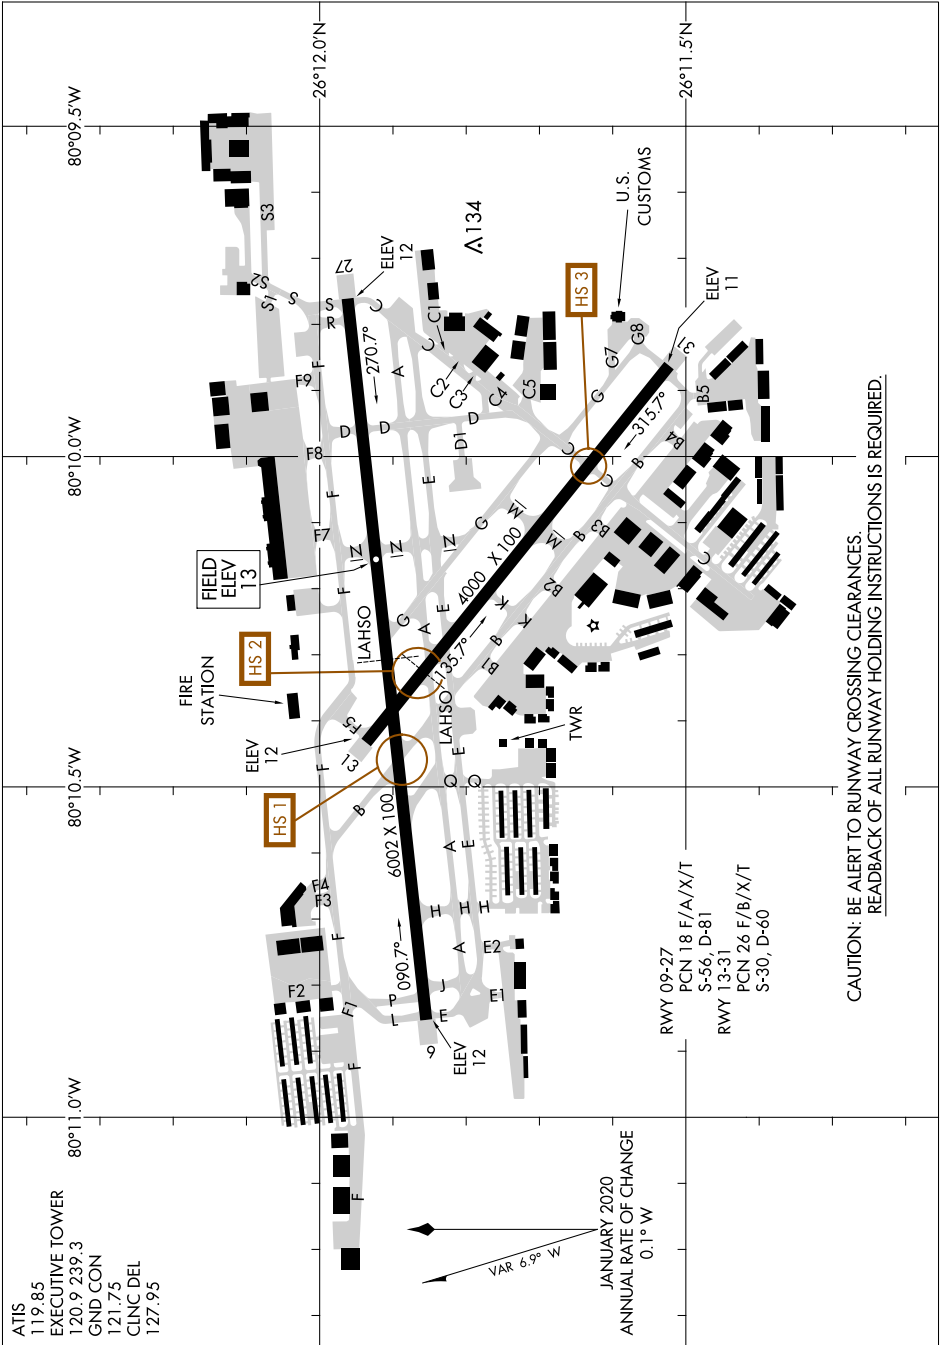 ATIS
119.85
EXECUTIVE TOWER
120.9 239.3
GND CON
121.75
CLNC DEL
127.95
80°11.0'W
80°10.5'W
80°10.0'W
80°09.5'W
26°12.0'N
26°11.5'N
JANUARY 2020
ANNUAL RATE OF CHANGE
0.1° W
VAR 6.9° W
FIELD
ELEV
13
FIRE
STATION
HS 1
HS 2
HS 3
ELEV
12
ELEV
12
ELEV
12
ELEV
11
U.S.
CUSTOMS
TWR
134
LAHSO
LAHSO
9
27
13
31
6002 X 100
4000 X 100
090.7°
270.7°
135.7°
315.7°
F
F
F1
F2
F
F3
F4
F
F5
F
F7
F
F8
F9
F
R
S
S
S1
S2
S3
L
P
E
J
E1
E2
A
H
H
H
A
E
Q
Q
E
B
B1
B
K
K
B2
B
B3
M
M
B
B4
B5
C
C
C
C
C
C1
C2
C3
C4
C5
D
D
D
D1
A
A
E
E
N
N
N
G
G
G
G7
G8
RWY 09-27
PCN 18 F/A/X/T
S-56, D-81
RWY 13-31
PCN 26 F/B/X/T
S-30, D-60
CAUTION: BE ALERT TO RUNWAY CROSSING CLEARANCES.
READBACK OF ALL RUNWAY HOLDING INSTRUCTIONS IS REQUIRED.